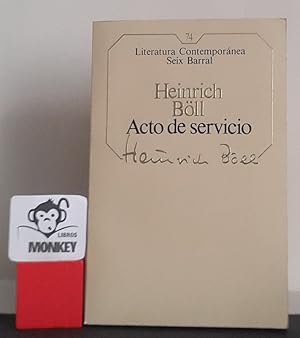 74
Literatura Contemporánea
Seix Barral
Heinrich
Böll
Acto de servicio
Heinrich Böll
LIBROS
MONKEY